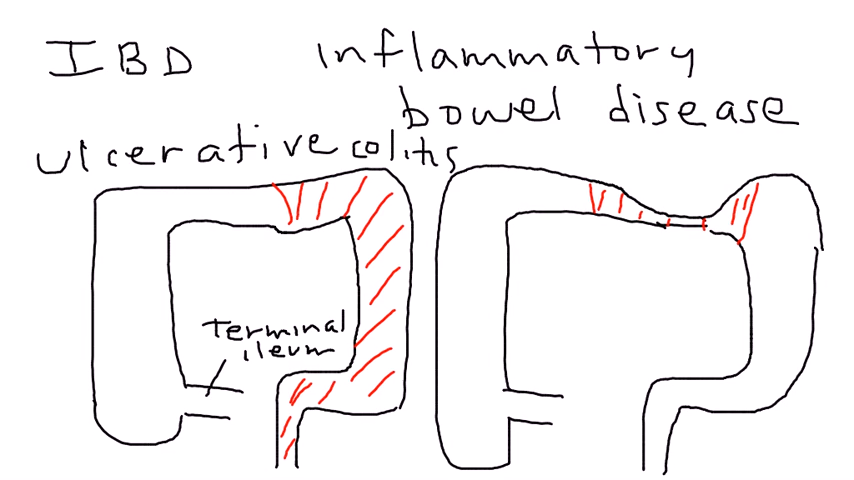 IBD inflammatory
bowel disease
ulcerative colitis
terminal
ileum